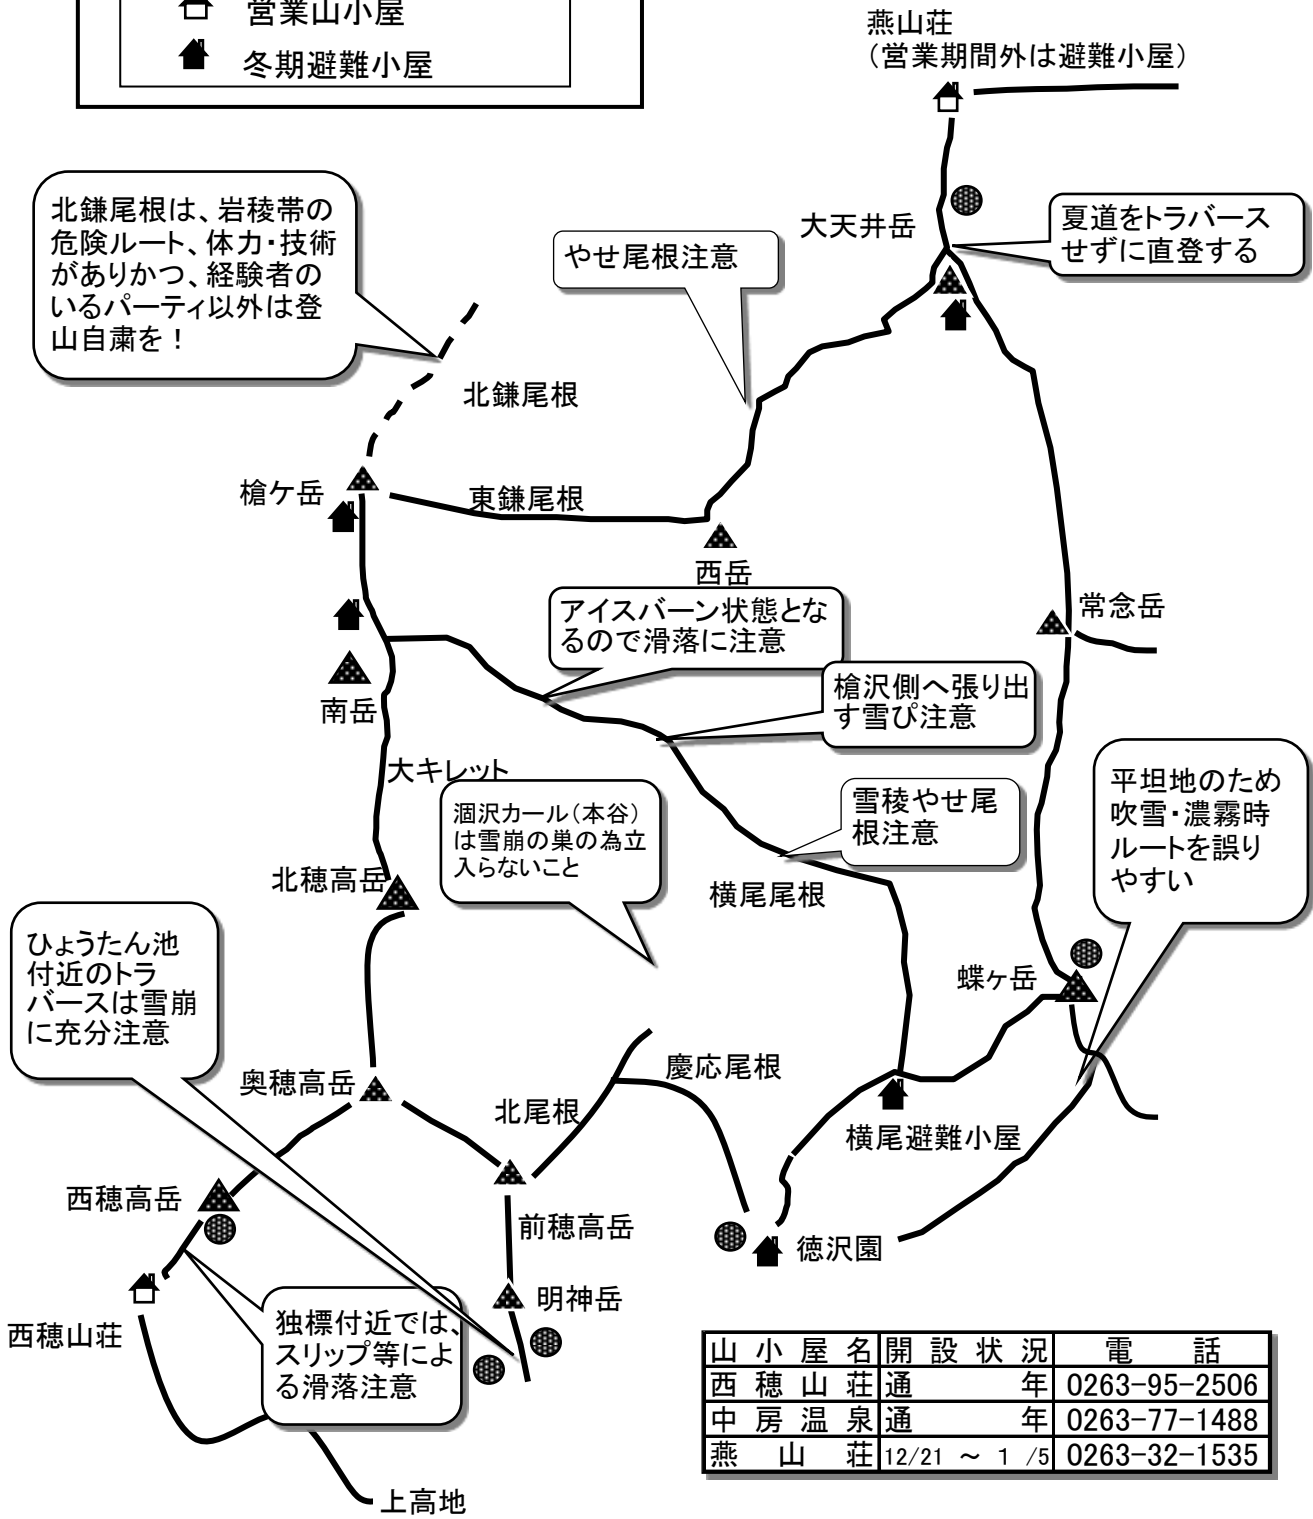 営業山小屋
冬期避難小屋
燕山荘
（営業期間外は避難小屋）
北鎌尾根は、岩稜帯の
危険ルート、体力・技術
がありかつ、経験者の
いるパーティ以外は登
山自粛を！
やせ尾根注意
大天井岳
夏道をトラバース
せずに直登する
北鎌尾根
槍ケ岳
東鎌尾根
西岳
アイスバーン状態とな
るので滑落に注意
常念岳
南岳
槍沢側へ張り出
す雪ぴ注意
大キレット
涸沢カール（本谷）
は雪崩の巣の為立
入らないこと
雪稜やせ尾
根注意
平坦地のため
吹雪・濃霧時
ルートを誤り
やすい
北穂高岳
横尾尾根
ひょうたん池
付近のトラ
バースは雪崩
に充分注意
蝶ヶ岳
奥穂高岳
慶応尾根
北尾根
横尾避難小屋
西穂高岳
前穂高岳
徳沢園
明神岳
西穂山荘
独標付近では、
スリップ等によ
る滑落注意
上高地
山小屋名 開設状況 電話
西穂山荘 通年 0263-95-2506
中房温泉 通年 0263-77-1488
燕山荘 12/21 ～ 1 /5 0263-32-1535